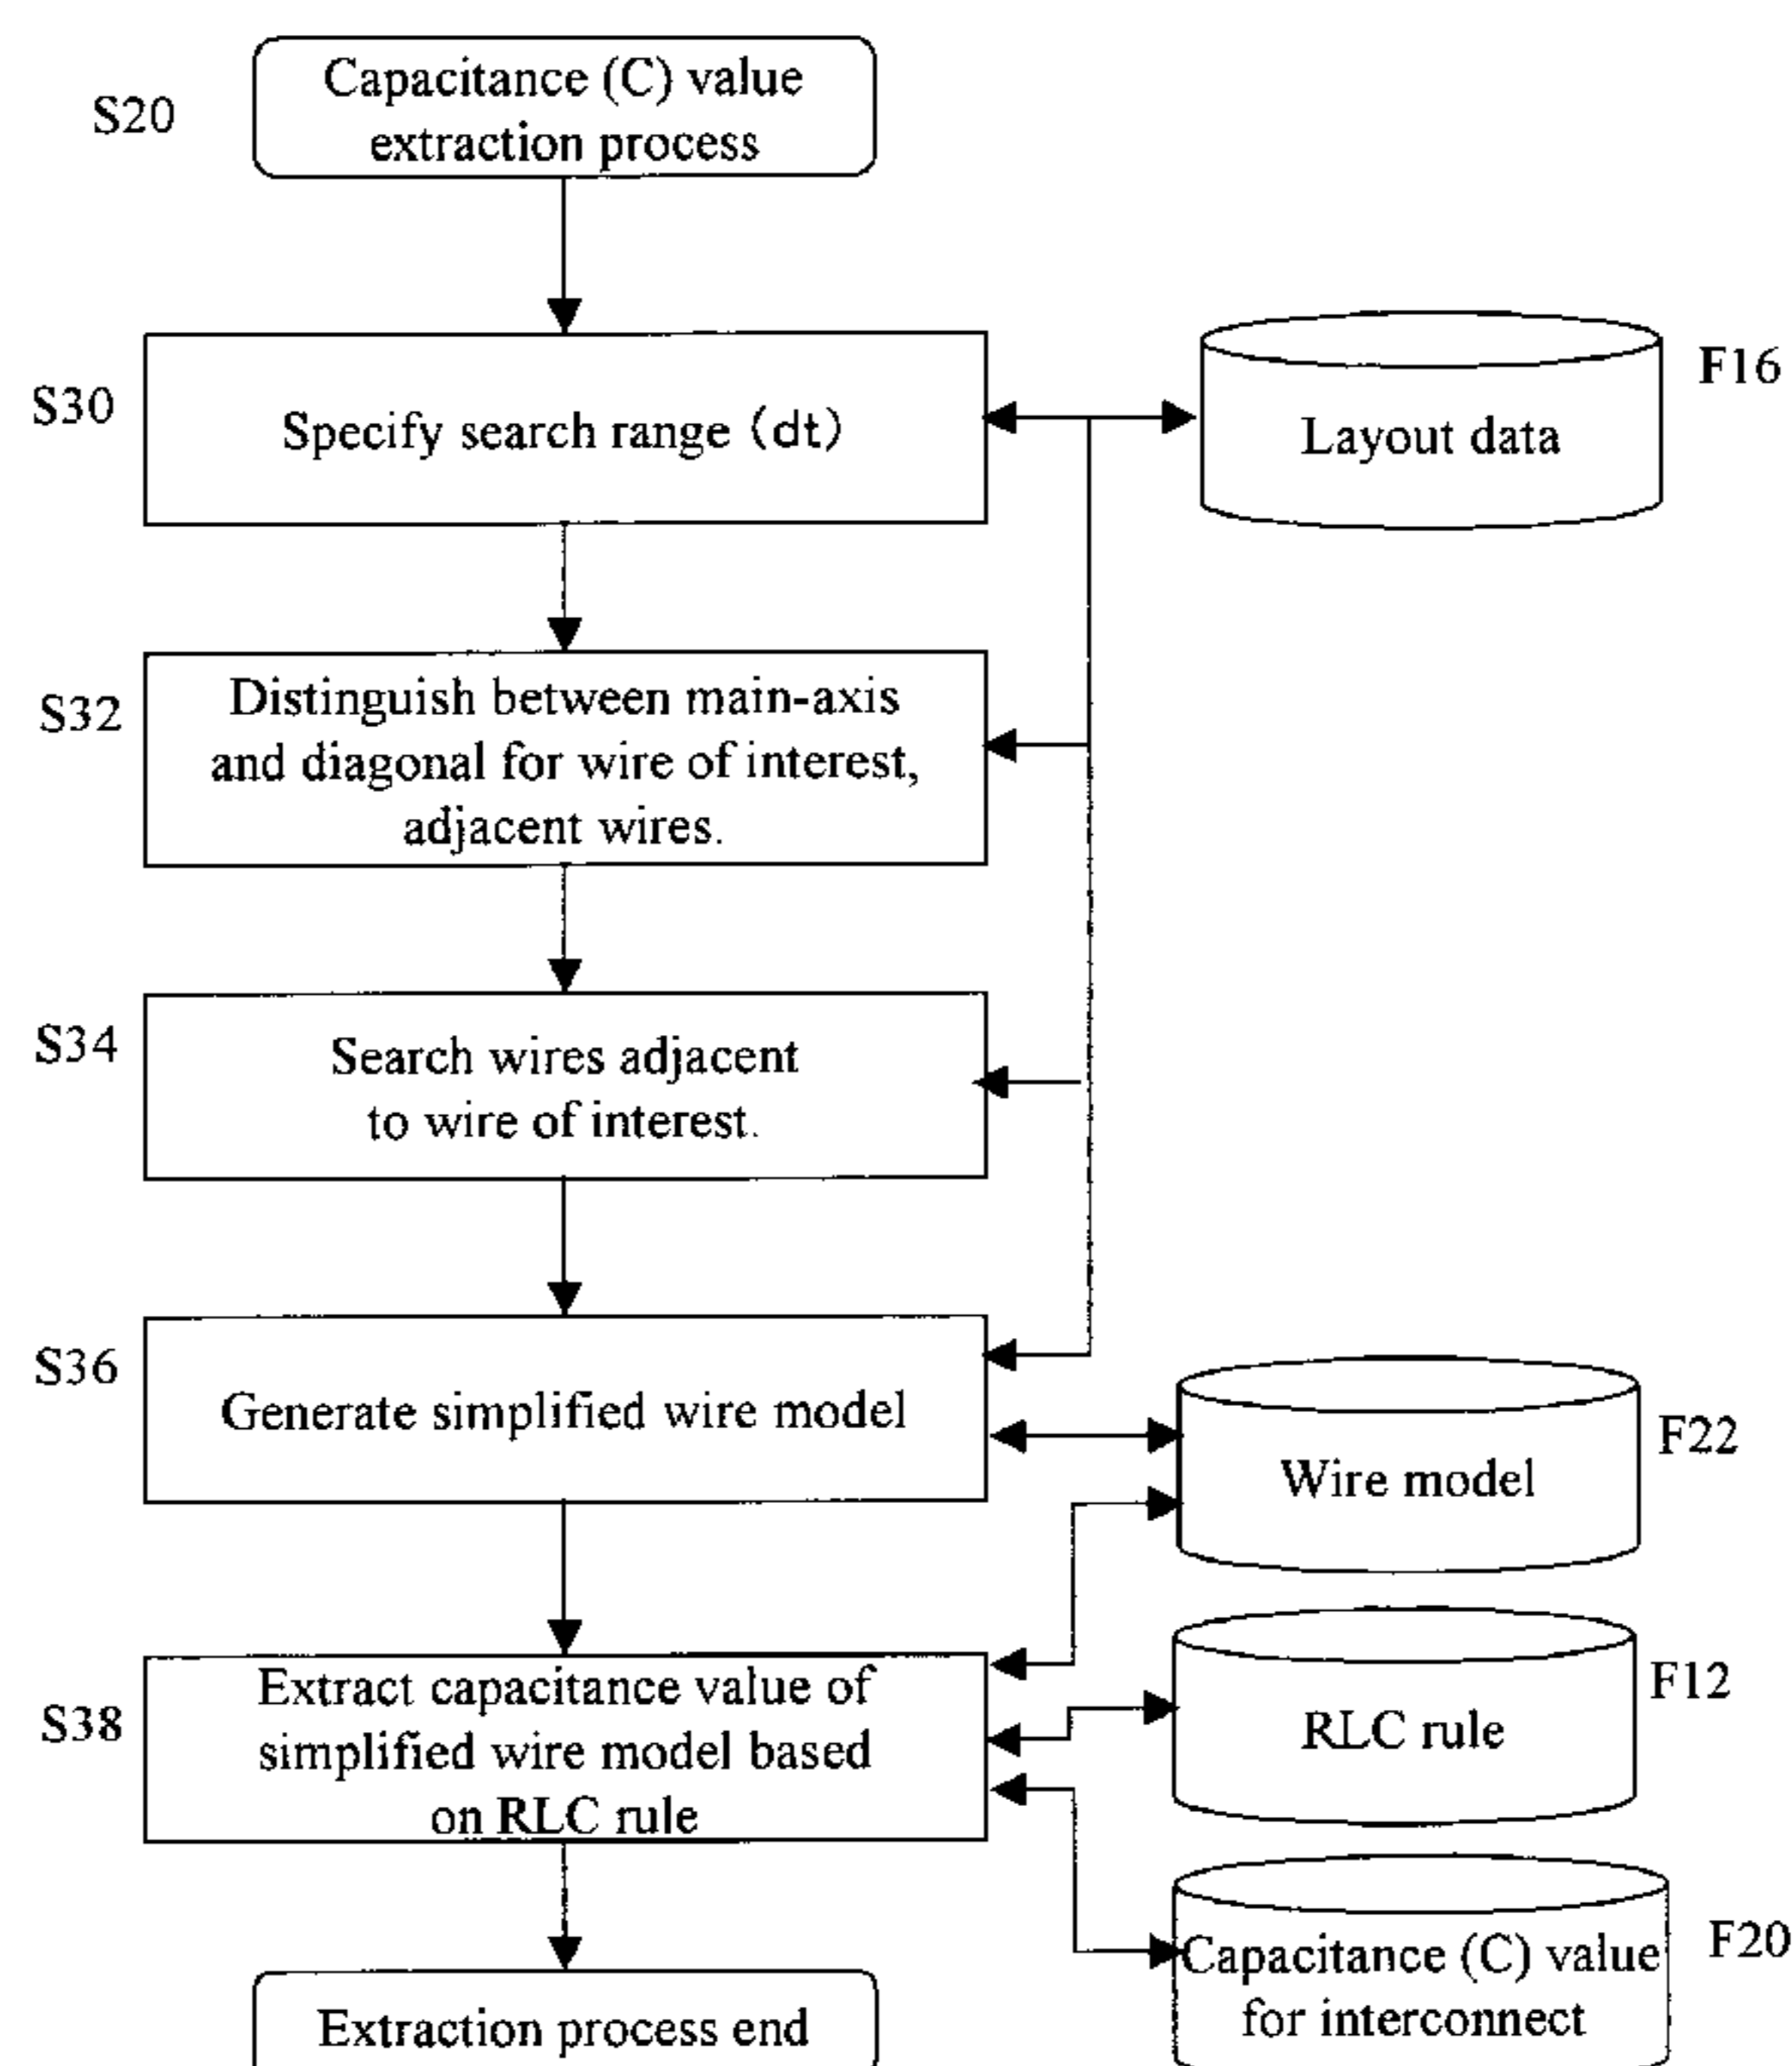 S20
Capacitance (C) value
extraction process
S30
Specify search range (dt)
F16
Layout data
S32
Distinguish between main-axis
and diagonal for wire of interest,
adjacent wires.
S34
Search wires adjacent
to wire of interest.
S36
Generate simplified wire model
F22
Wire model
S38
Extract capacitance value of
simplified wire model based
on RLC rule
F12
RLC rule
F20
Capacitance (C) value
for interconnect
Extraction process end